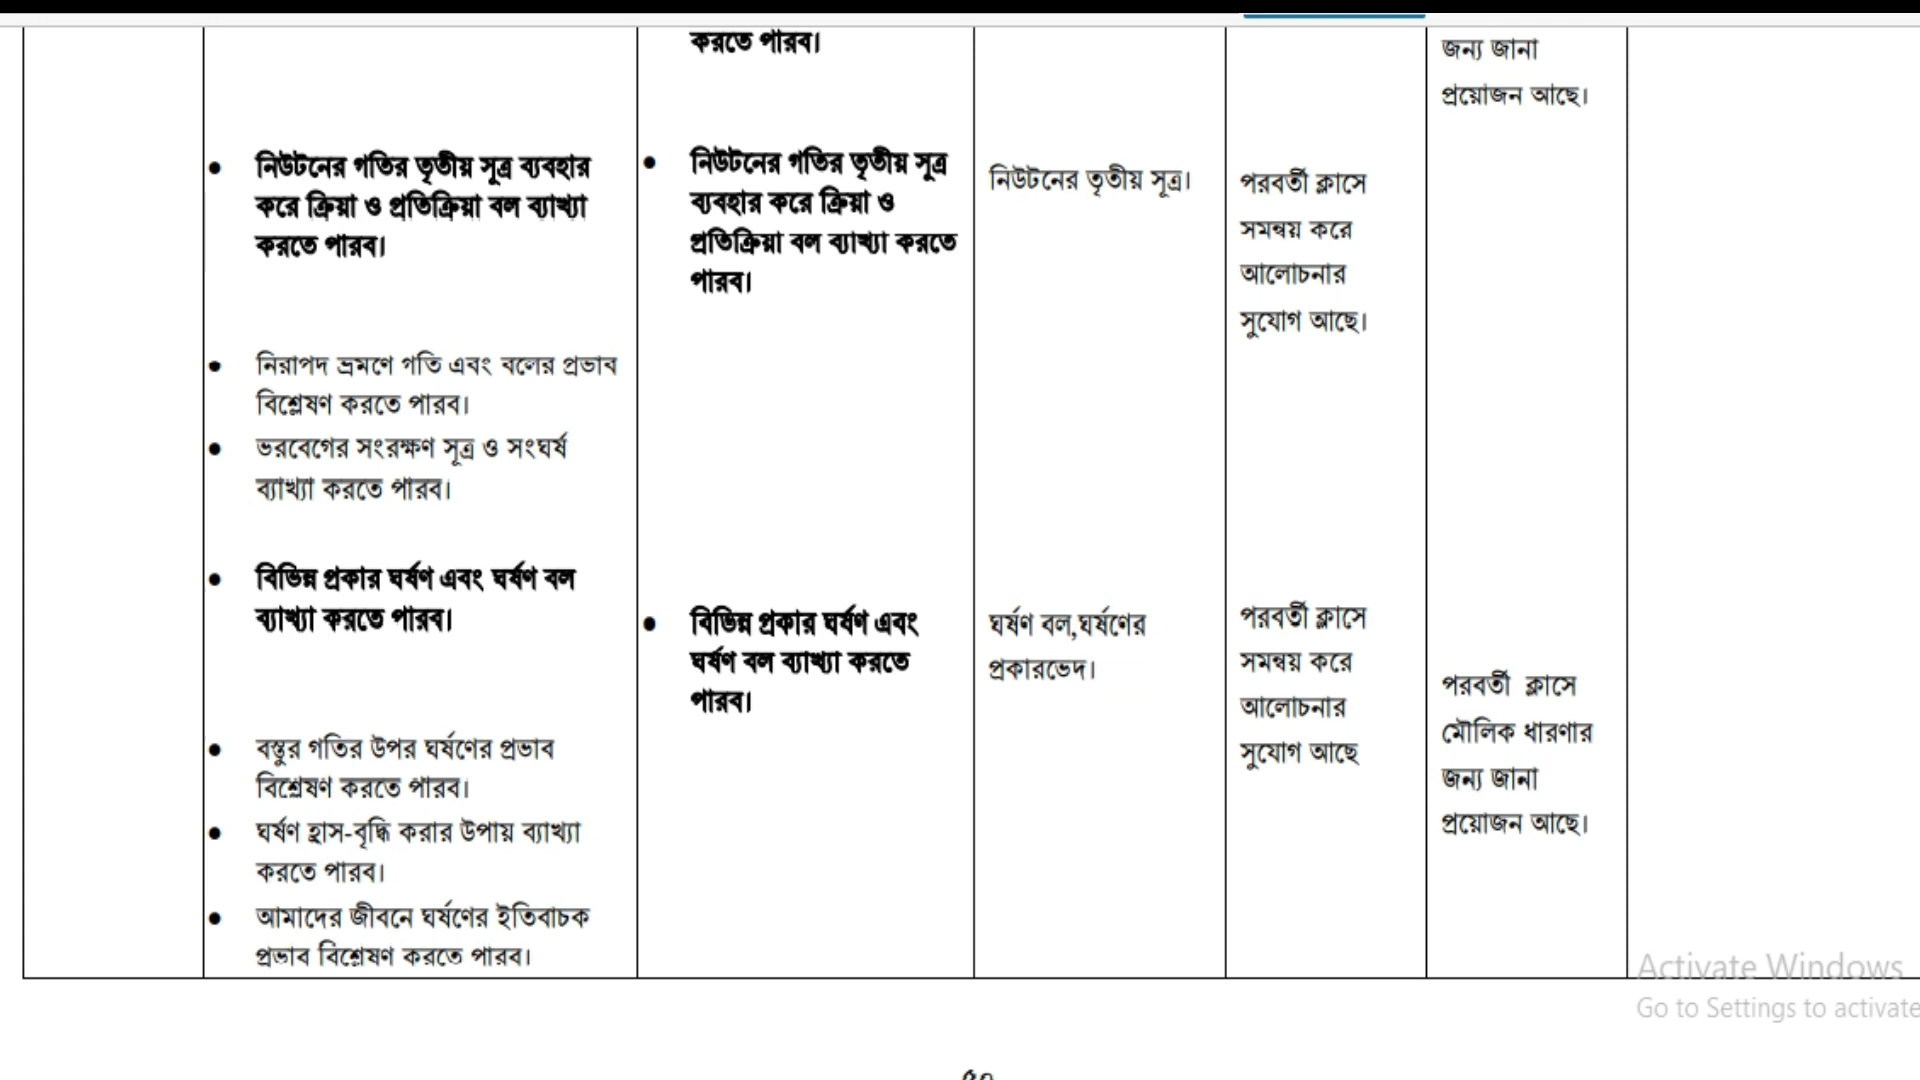 করতে পারব।
জন্য জানা
প্রয়োজন আছে।
● নিউটনের গতির তৃতীয় সূত্র ব্যবহার
করে ক্রিয়া ও প্রতিক্রিয়া বল ব্যাখ্যা
করতে পারব।
● নিউটনের গতির তৃতীয় সূত্র
ব্যবহার করে ক্রিয়া ও
প্রতিক্রিয়া বল ব্যাখ্যা করতে
পারব।
নিউটনের তৃতীয় সূত্র।
পরবর্তী ক্লাসে
সমন্বয় করে
আলোচনার
সুযোগ আছে।
● নিরাপদ ভ্রমণে গতি এবং বলের প্রভাব
বিশ্লেষণ করতে পারব।
● ভরবেগের সংরক্ষণ সূত্র ও সংঘর্ষ
ব্যাখ্যা করতে পারব।
● বিভিন্ন প্রকার ঘর্ষণ এবং ঘর্ষণ বল
ব্যাখ্যা করতে পারব।
● বিভিন্ন প্রকার ঘর্ষণ এবং
ঘর্ষণ বল ব্যাখ্যা করতে
পারব।
ঘর্ষণ বল,ঘর্ষণের
প্রকারভেদ।
পরবর্তী ক্লাসে
সমন্বয় করে
আলোচনার
সুযোগ আছে
পরবর্তী ক্লাসে
মৌলিক ধারণার
জন্য জানা
প্রয়োজন আছে।
● বস্তুর গতির উপর ঘর্ষণের প্রভাব
বিশ্লেষণ করতে পারব।
● ঘর্ষণ হ্রাস-বৃদ্ধি করার উপায় ব্যাখ্যা
করতে পারব।
● আমাদের জীবনে ঘর্ষণের ইতিবাচক
প্রভাব বিশ্লেষণ করতে পারব।
Activate Windows
Go to Settings to activate